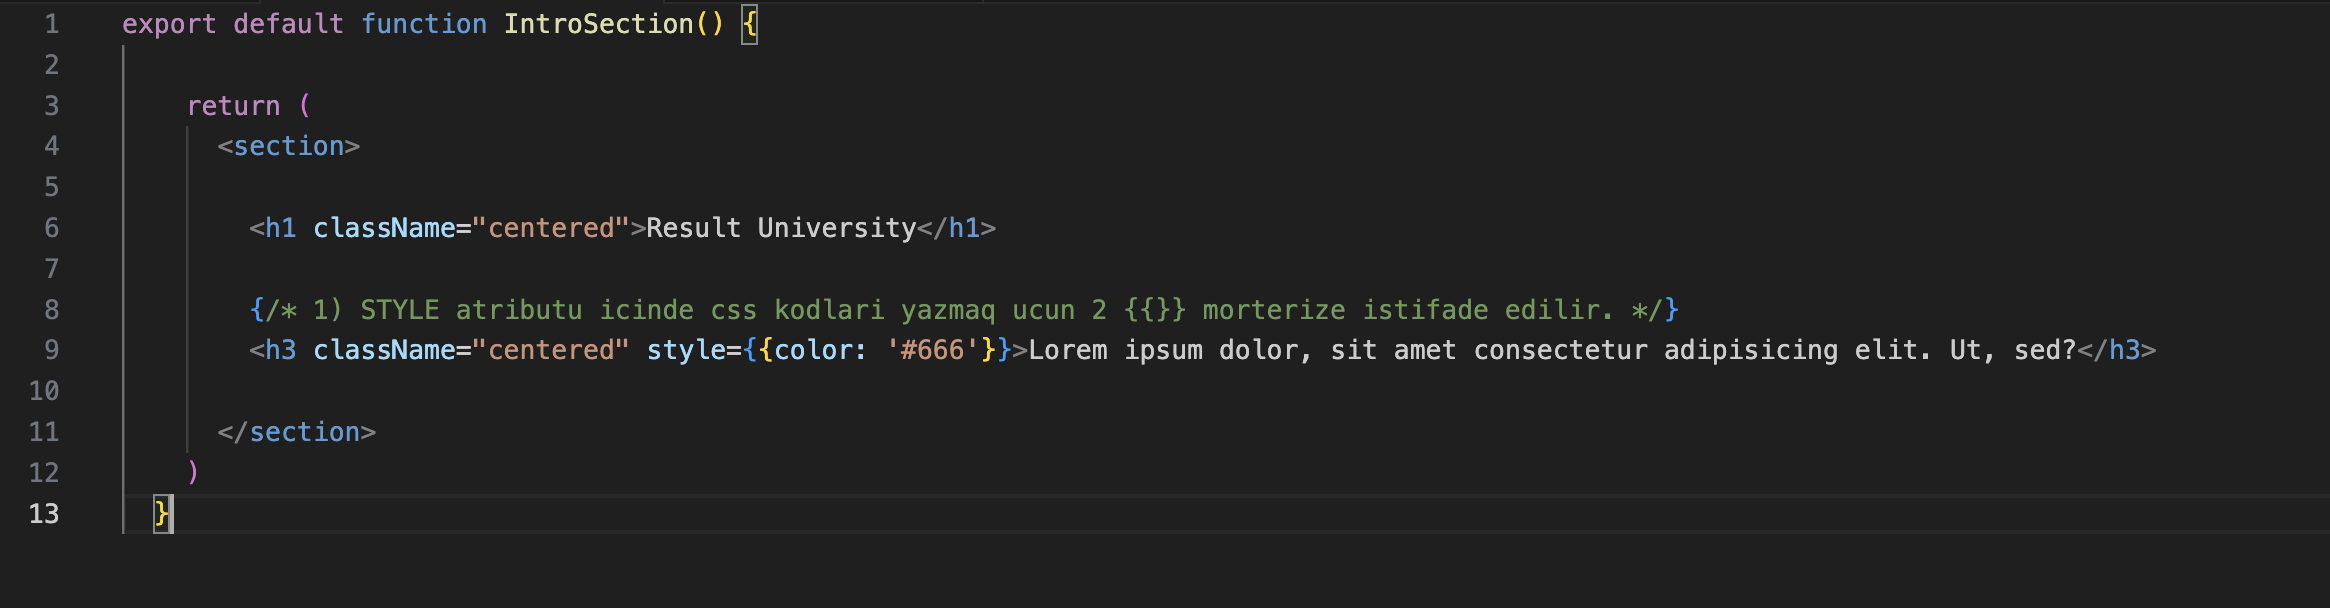 1 export default function IntroSection() {
2
3 return (
4 <section>
5
6 <h1 className="centered">Result University</h1>
7
8 {/* 1) STYLE atributu icinde css kodlari yazmaq ucun 2 {{}} morterize istifade edilir. */}
9 <h3 className="centered" style={{color: '#666'}}>Lorem ipsum dolor, sit amet consectetur adipisicing elit. Ut, sed?</h3>
10
11 </section>
12 )
13 }